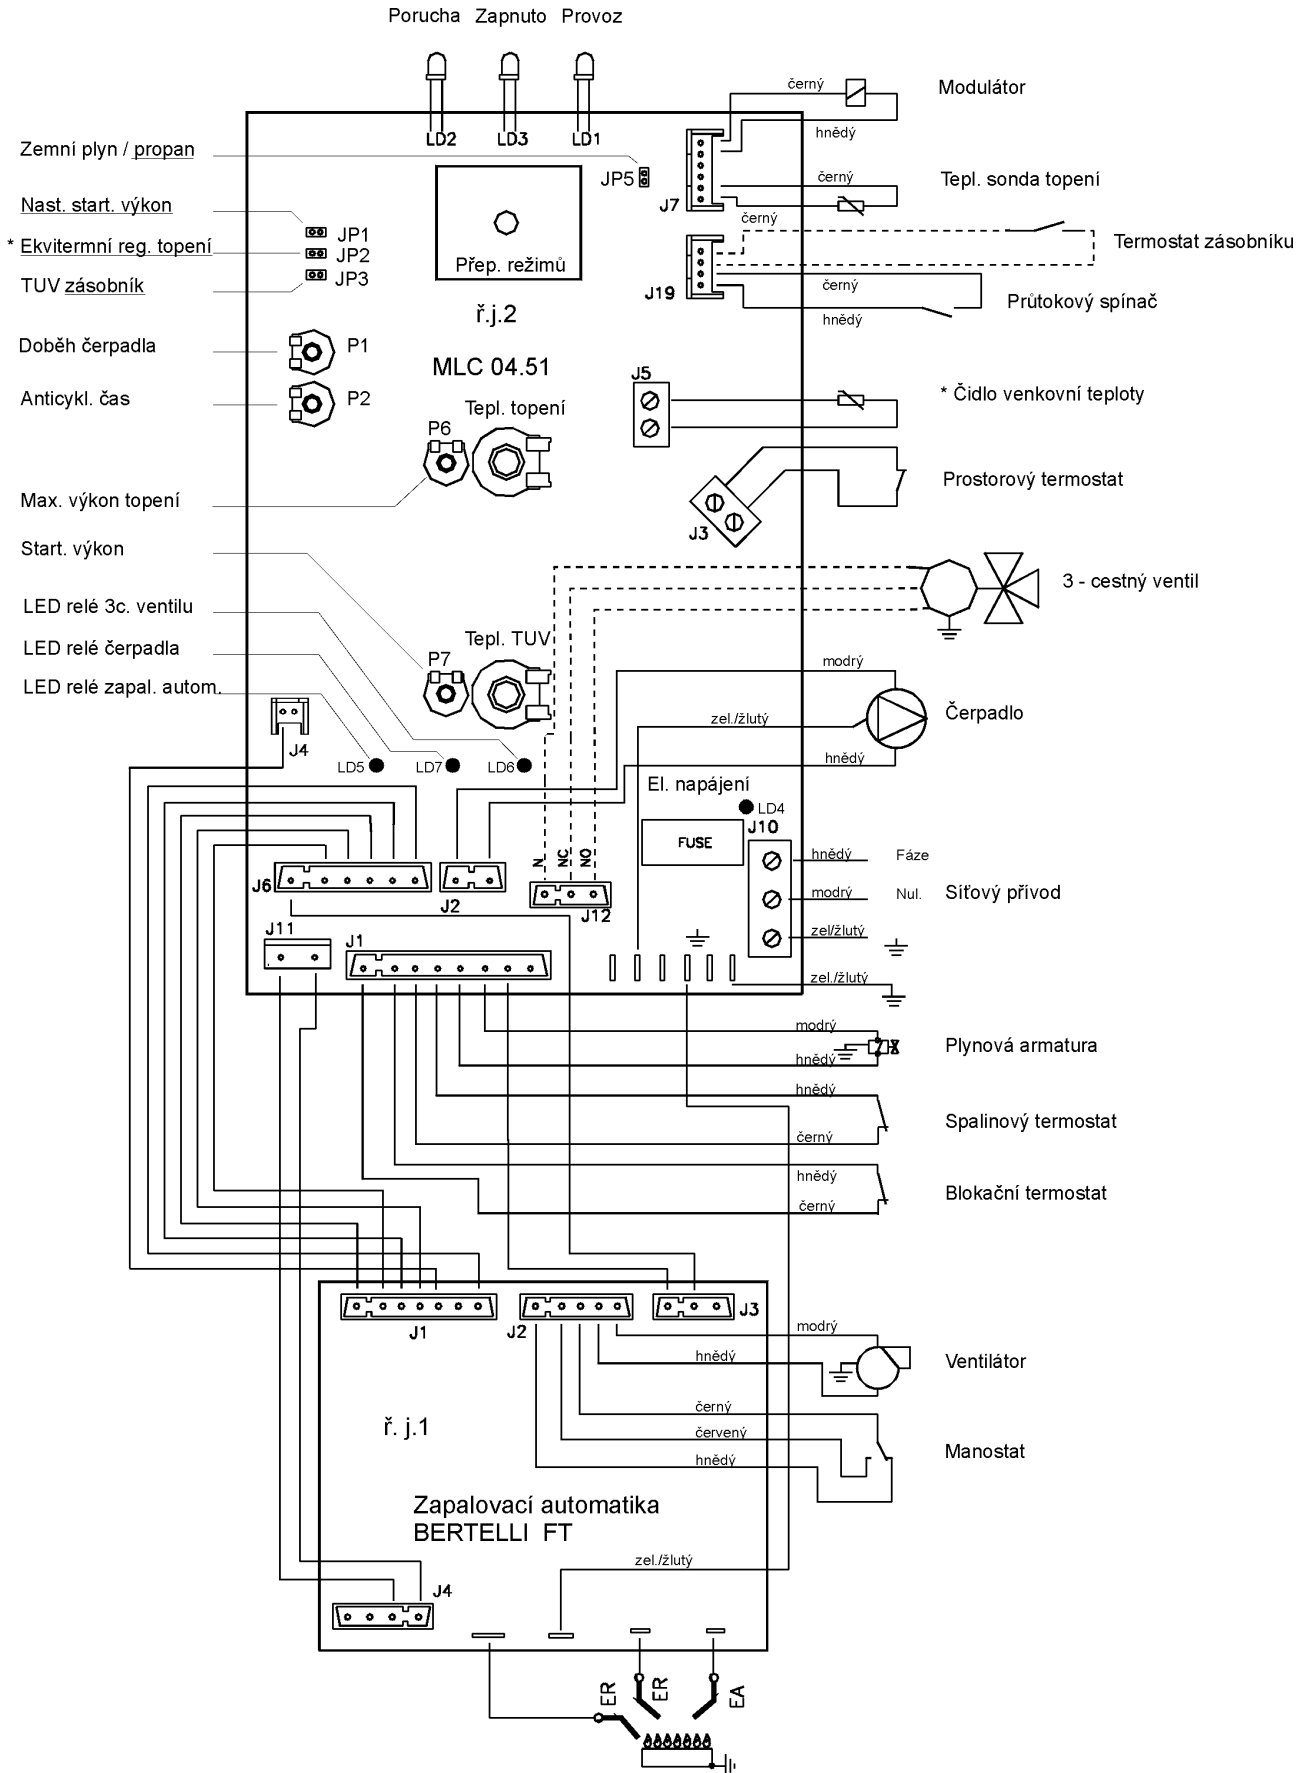 Porucha Zapnuto Provoz
LD2 LD3 LD1
Zemní plyn / propan
JP5
Nast. start. výkon
JP1
* Ekvitermní reg. topení
JP2
TUV zásobník
JP3
Přep. režimů
ř.j.2
MLC 04.51
Doběh čerpadla
P1
Anticykl. čas
P2
Tepl. topení
P6
Max. výkon topení
Start. výkon
LED relé 3c. ventilu
LED relé čerpadla
LED relé zapal. autom.
Tepl. TUV
P7
J4
LD5 LD7 LD6
černý
Modulátor
hnědý
J7
černý
Tepl. sonda topení
černý
Termostat zásobníku
J19
černý
Průtokový spínač
hnědý
J5
* Čidlo venkovní teploty
J3
Prostorový termostat
3 - cestný ventil
modrý
zel./žlutý
Čerpadlo
hnědý
El. napájení
LD4
FUSE
J10
hnědý Fáze
modrý Nul.
Síťový přívod
zel/žlutý
zel./žlutý
N NC NO
J6
J2
J12
J11
J1
modrý
Plynová armatura
hnědý
hnědý
Spalinový termostat
černý
hnědý
Blokační termostat
černý
J1
J2
J3
modrý
hnědý
Ventilátor
černý
červený
Manostat
hnědý
ř. j.1
Zapalovací automatika
BERTELLI FT
zel./žlutý
J4
ER
ER
EA